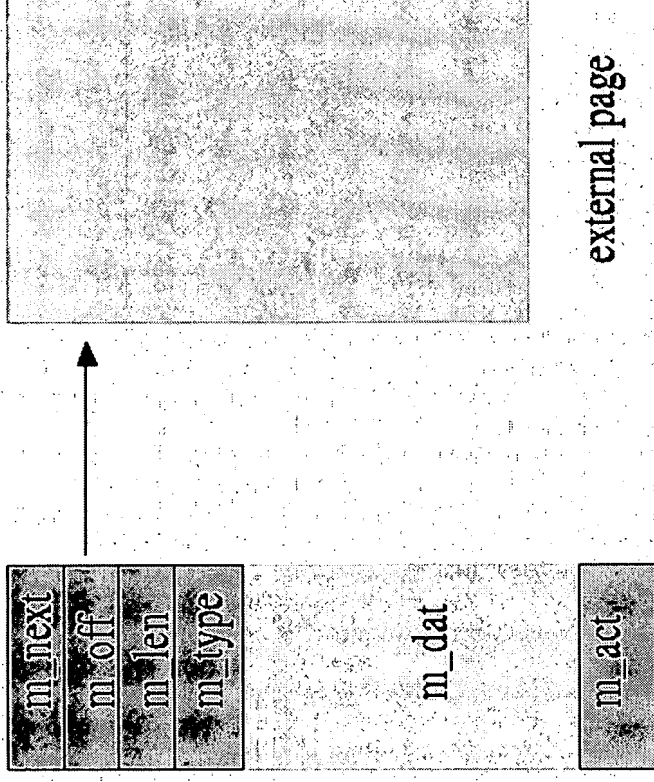 m_next
m_off
m_len
m_type
m_dat
m_act
external page